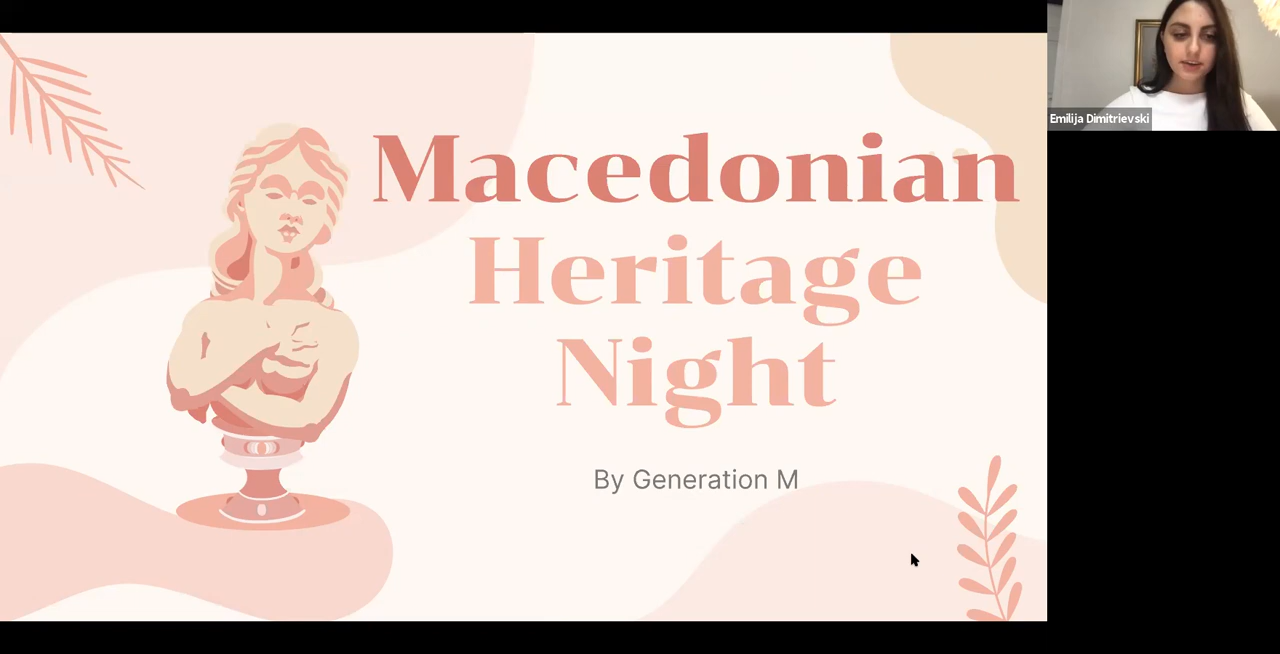 Macedonian
Heritage
Night
By Generation M
Emilija Dimitrievski